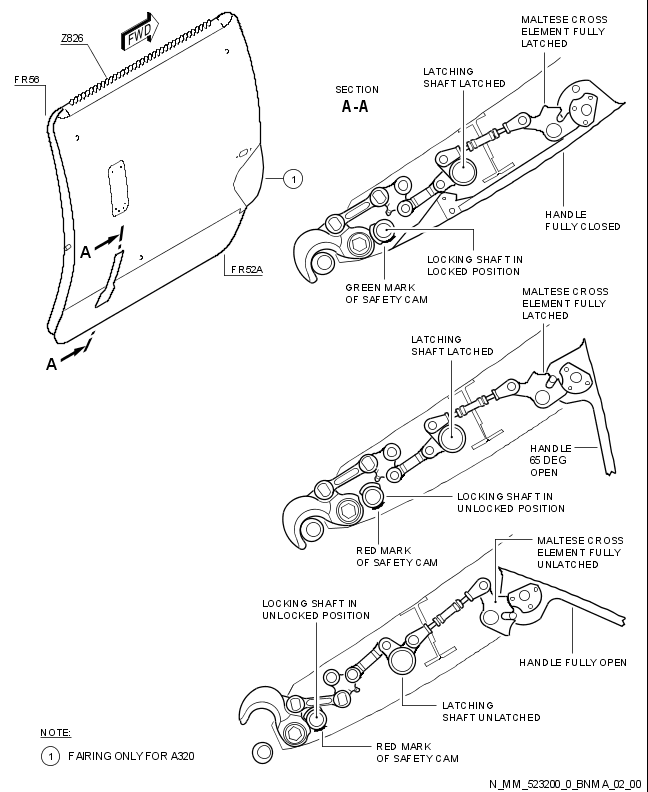 FWD
Z826
FR56
1
A
FR52A
A
SECTION
A-A
MALTESE CROSS
ELEMENT FULLY
LATCHED
LATCHING
SHAFT LATCHED
HANDLE
FULLY CLOSED
LOCKING SHAFT IN
LOCKED POSITION
GREEN MARK
OF SAFETY CAM
MALTESE CROSS
ELEMENT FULLY
LATCHED
LATCHING
SHAFT LATCHED
HANDLE
65 DEG
OPEN
LOCKING SHAFT IN
UNLOCKED POSITION
RED MARK
OF SAFETY CAM
MALTESE CROSS
ELEMENT FULLY
UNLATCHED
LOCKING SHAFT IN
UNLOCKED POSITION
HANDLE FULLY OPEN
LATCHING
SHAFT UNLATCHED
RED MARK
OF SAFETY CAM
NOTE:
1 FAIRING ONLY FOR A320
N_MM_523200_0_BNMA_02_00